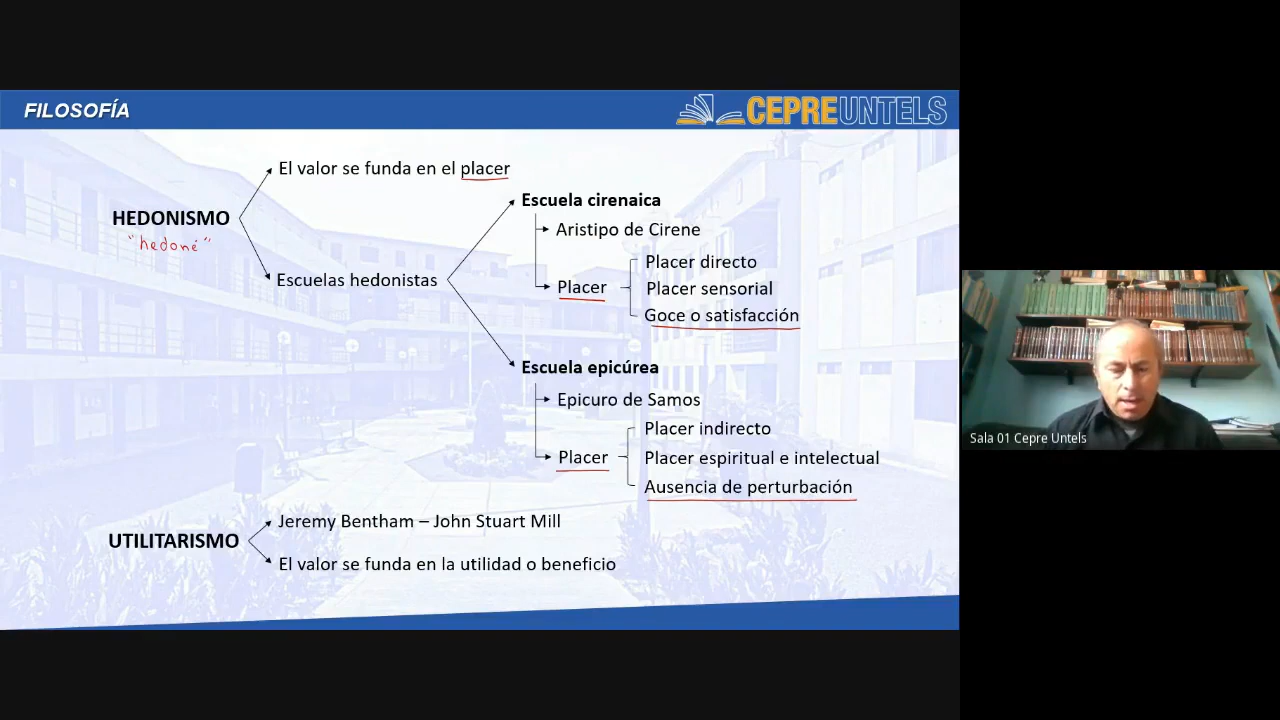 FILOSOFÍA
CEPREUNTELS
El valor se funda en el placer
HEDONISMO
"hedoné"
Escuelas hedonistas
Escuela cirenaica
Aristipo de Cirene
Placer
Placer directo
Placer sensorial
Goce o satisfacción
Escuela epicúrea
Epicuro de Samos
Placer
Placer indirecto
Placer espiritual e intelectual
Ausencia de perturbación
UTILITARISMO
Jeremy Bentham – John Stuart Mill
El valor se funda en la utilidad o beneficio
Sala 01 Cepre Untels